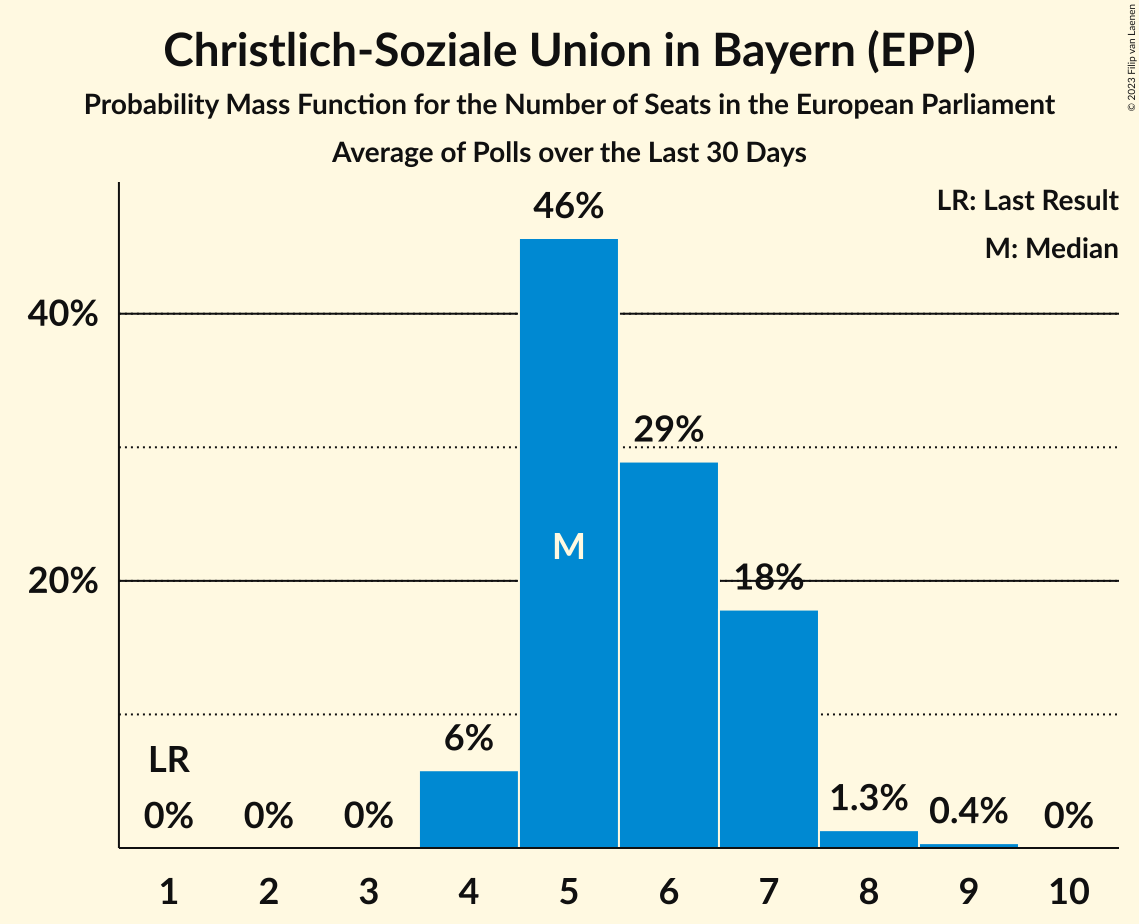 Christlich-Soziale Union in Bayern (EPP)
Probability Mass Function for the Number of Seats in the European Parliament
Average of Polls over the Last 30 Days
© 2023 Filip van Laenen
LR: Last Result
M: Median
46%
40%
29%
M
20%
18%
6%
LR
0%
0%
0%
1.3%
0.4%
0%
1 2 3 4 5 6 7 8 9 10